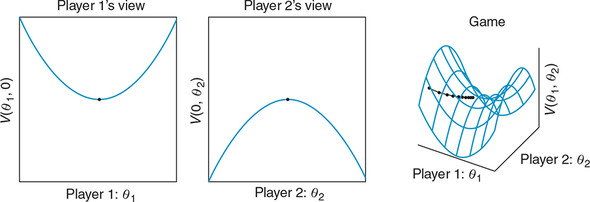 Player 1's view
V(θ1, 0)
Player 1: θ1
Player 2's view
V(0, θ2)
Player 2: θ2
Game
V(θ1, θ2)
Player 1: θ1
Player 2: θ2